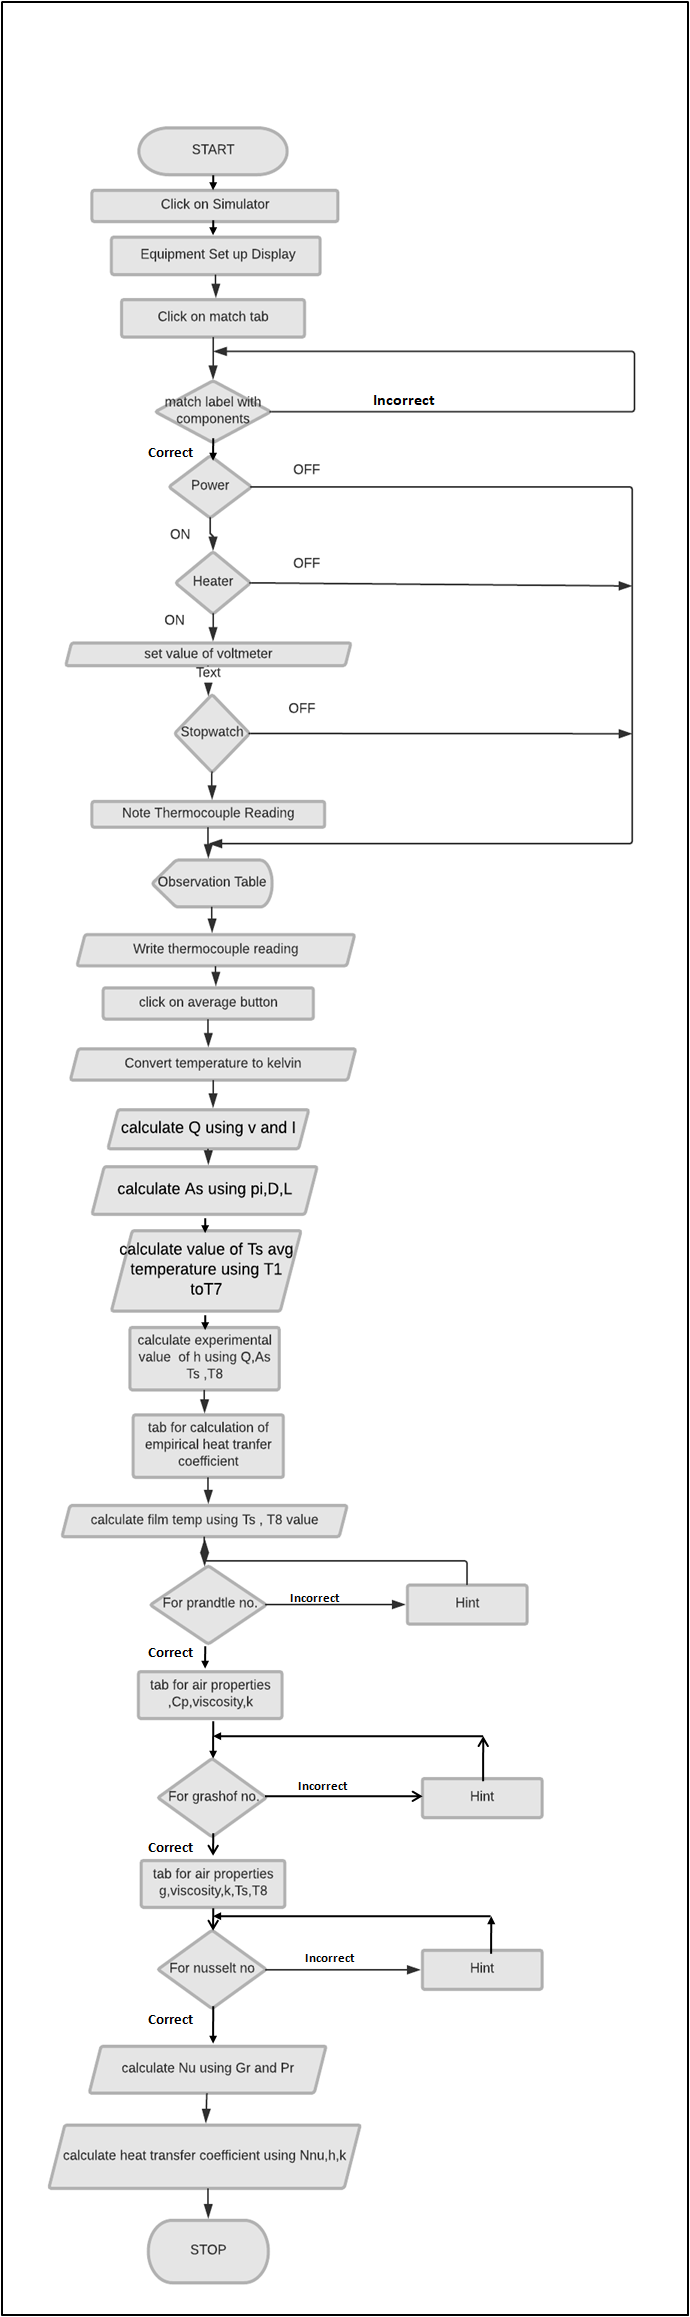 START
Click on Simulator
Equipment Set up Display
Click on match tab
match label with
components
Incorrect
Correct
Power
OFF
ON
Heater
OFF
ON
set value of voltmeter
Text
OFF
Stopwatch
Note Thermocouple Reading
Observation Table
Write thermocouple reading
click on average button
Convert temperature to kelvin
calculate Q using v and I
calculate As using pi,D,L
calculate value of Ts avg
temperature using T1
toT7
calculate experimental
value of h using Q,As
Ts ,T8
tab for calculation of
empirical heat tranfer
coefficient
calculate film temp using Ts , T8 value
For prandtle no.
Incorrect
Hint
Correct
tab for air properties
,Cp,viscosity,k
For grashof no.
Incorrect
Hint
Correct
tab for air properties
g,viscosity,k,Ts,T8
For nusselt no
Incorrect
Hint
Correct
calculate Nu using Gr and Pr
calculate heat transfer coefficient using Nnu,h,k
STOP